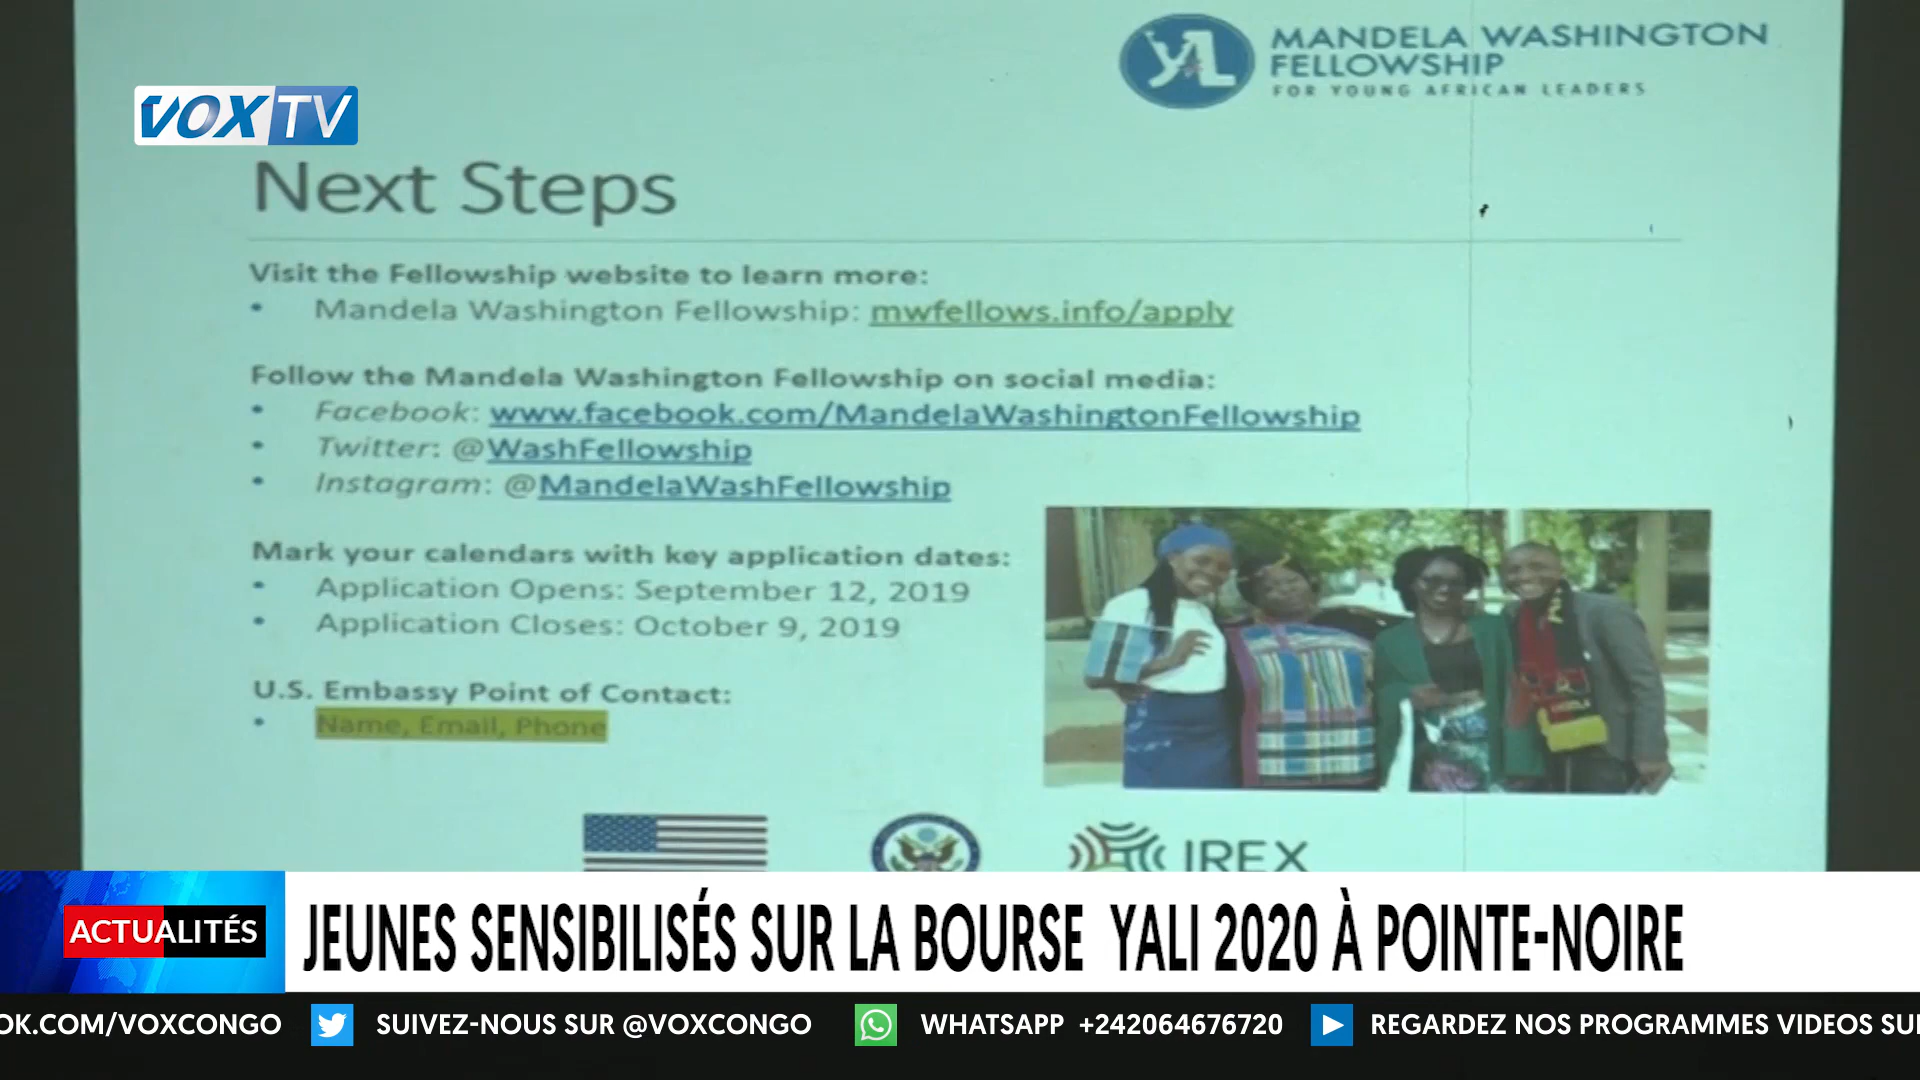 YAL
MANDELA WASHINGTON
FELLOWSHIP
FOR YOUNG AFRICAN LEADERS
VOXTV
Next Steps
Visit the Fellowship website to learn more:
• Mandela Washington Fellowship: mwfellows.info/apply
Follow the Mandela Washington Fellowship on social media:
• Facebook: www.facebook.com/MandelaWashingtonFellowship
• Twitter: @WashFellowship
• Instagram: @MandelaWashFellowship
Mark your calendars with key application dates:
• Application Opens: September 12, 2019
• Application Closes: October 9, 2019
U.S. Embassy Point of Contact:
• Name, Email, Phone
IREX
ACTUALITÉS
JEUNES SENSIBILISÉS SUR LA BOURSE YALI 2020 À POINTE-NOIRE
OK.COM/VOXCONGO SUIVEZ-NOUS SUR @VOXCONGO WHATSAPP +242064676720 REGARDEZ NOS PROGRAMMES VIDEOS SU